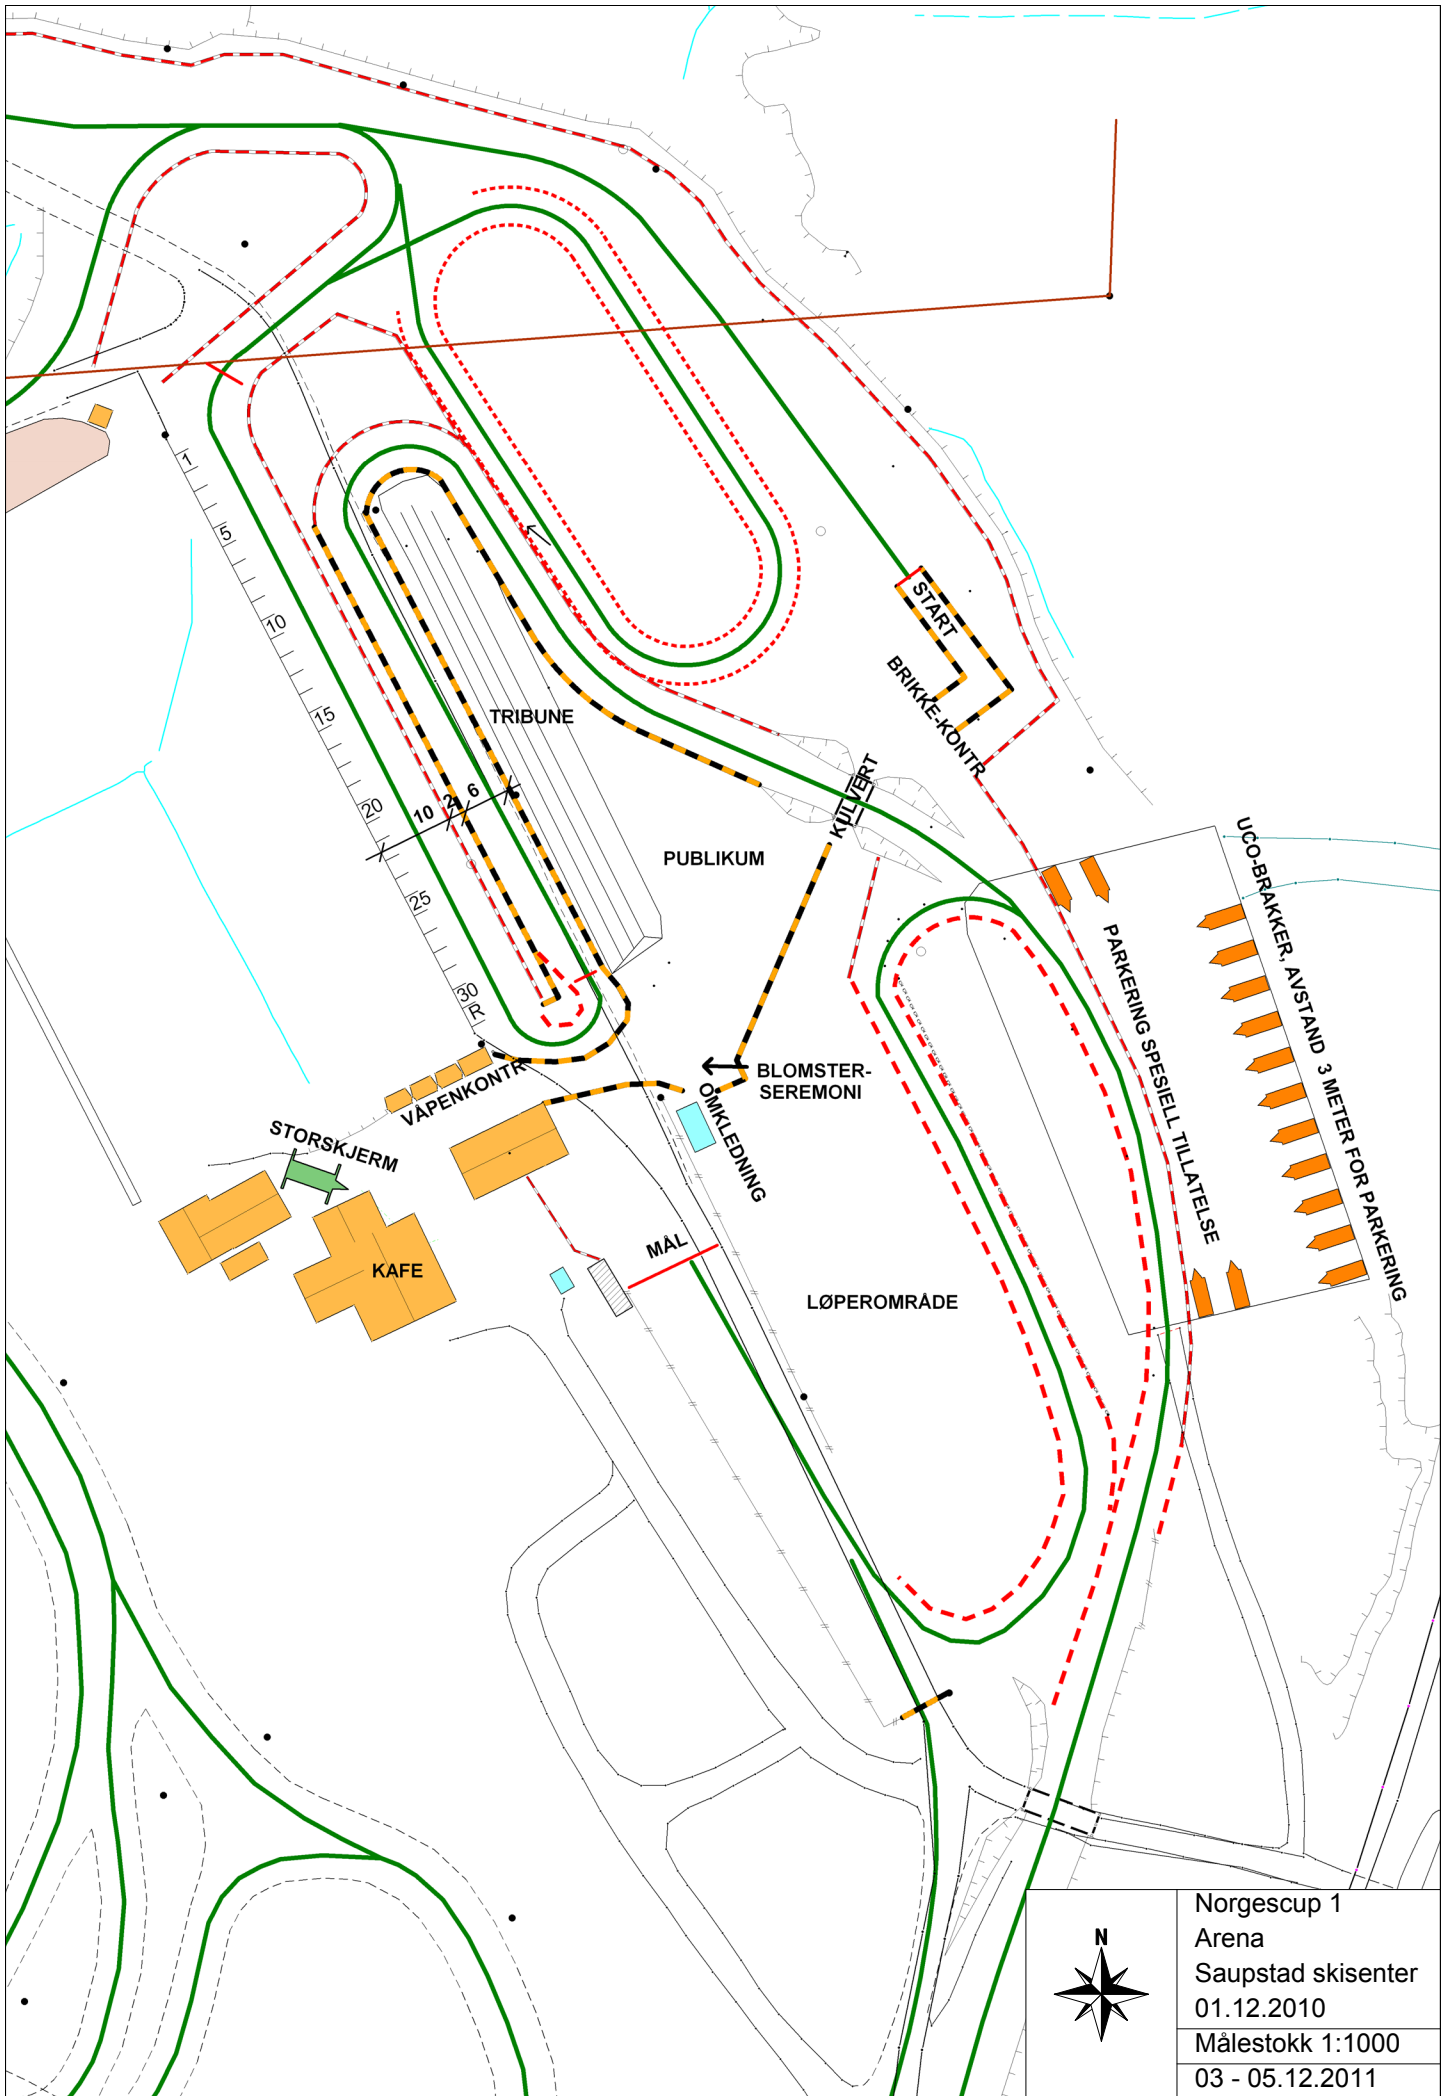 1
5
10
15
20
25
30
R
10
2
6
START
BRIKKE-KONTR
TRIBUNE
KULVERT
PUBLIKUM
UCO-BRAKKER, AVSTAND 3 METER FOR PARKERING
PARKERING SPESIELL TILLATELSE
BLOMSTER-
SEREMONI
OMKLEDNING
VÅPENKONTR
STORSKJERM
MÅL
KAFE
LØPEROMRÅDE
N
Norgescup 1
Arena
Saupstad skisenter
01.12.2010
Målestokk 1:1000
03 - 05.12.2011